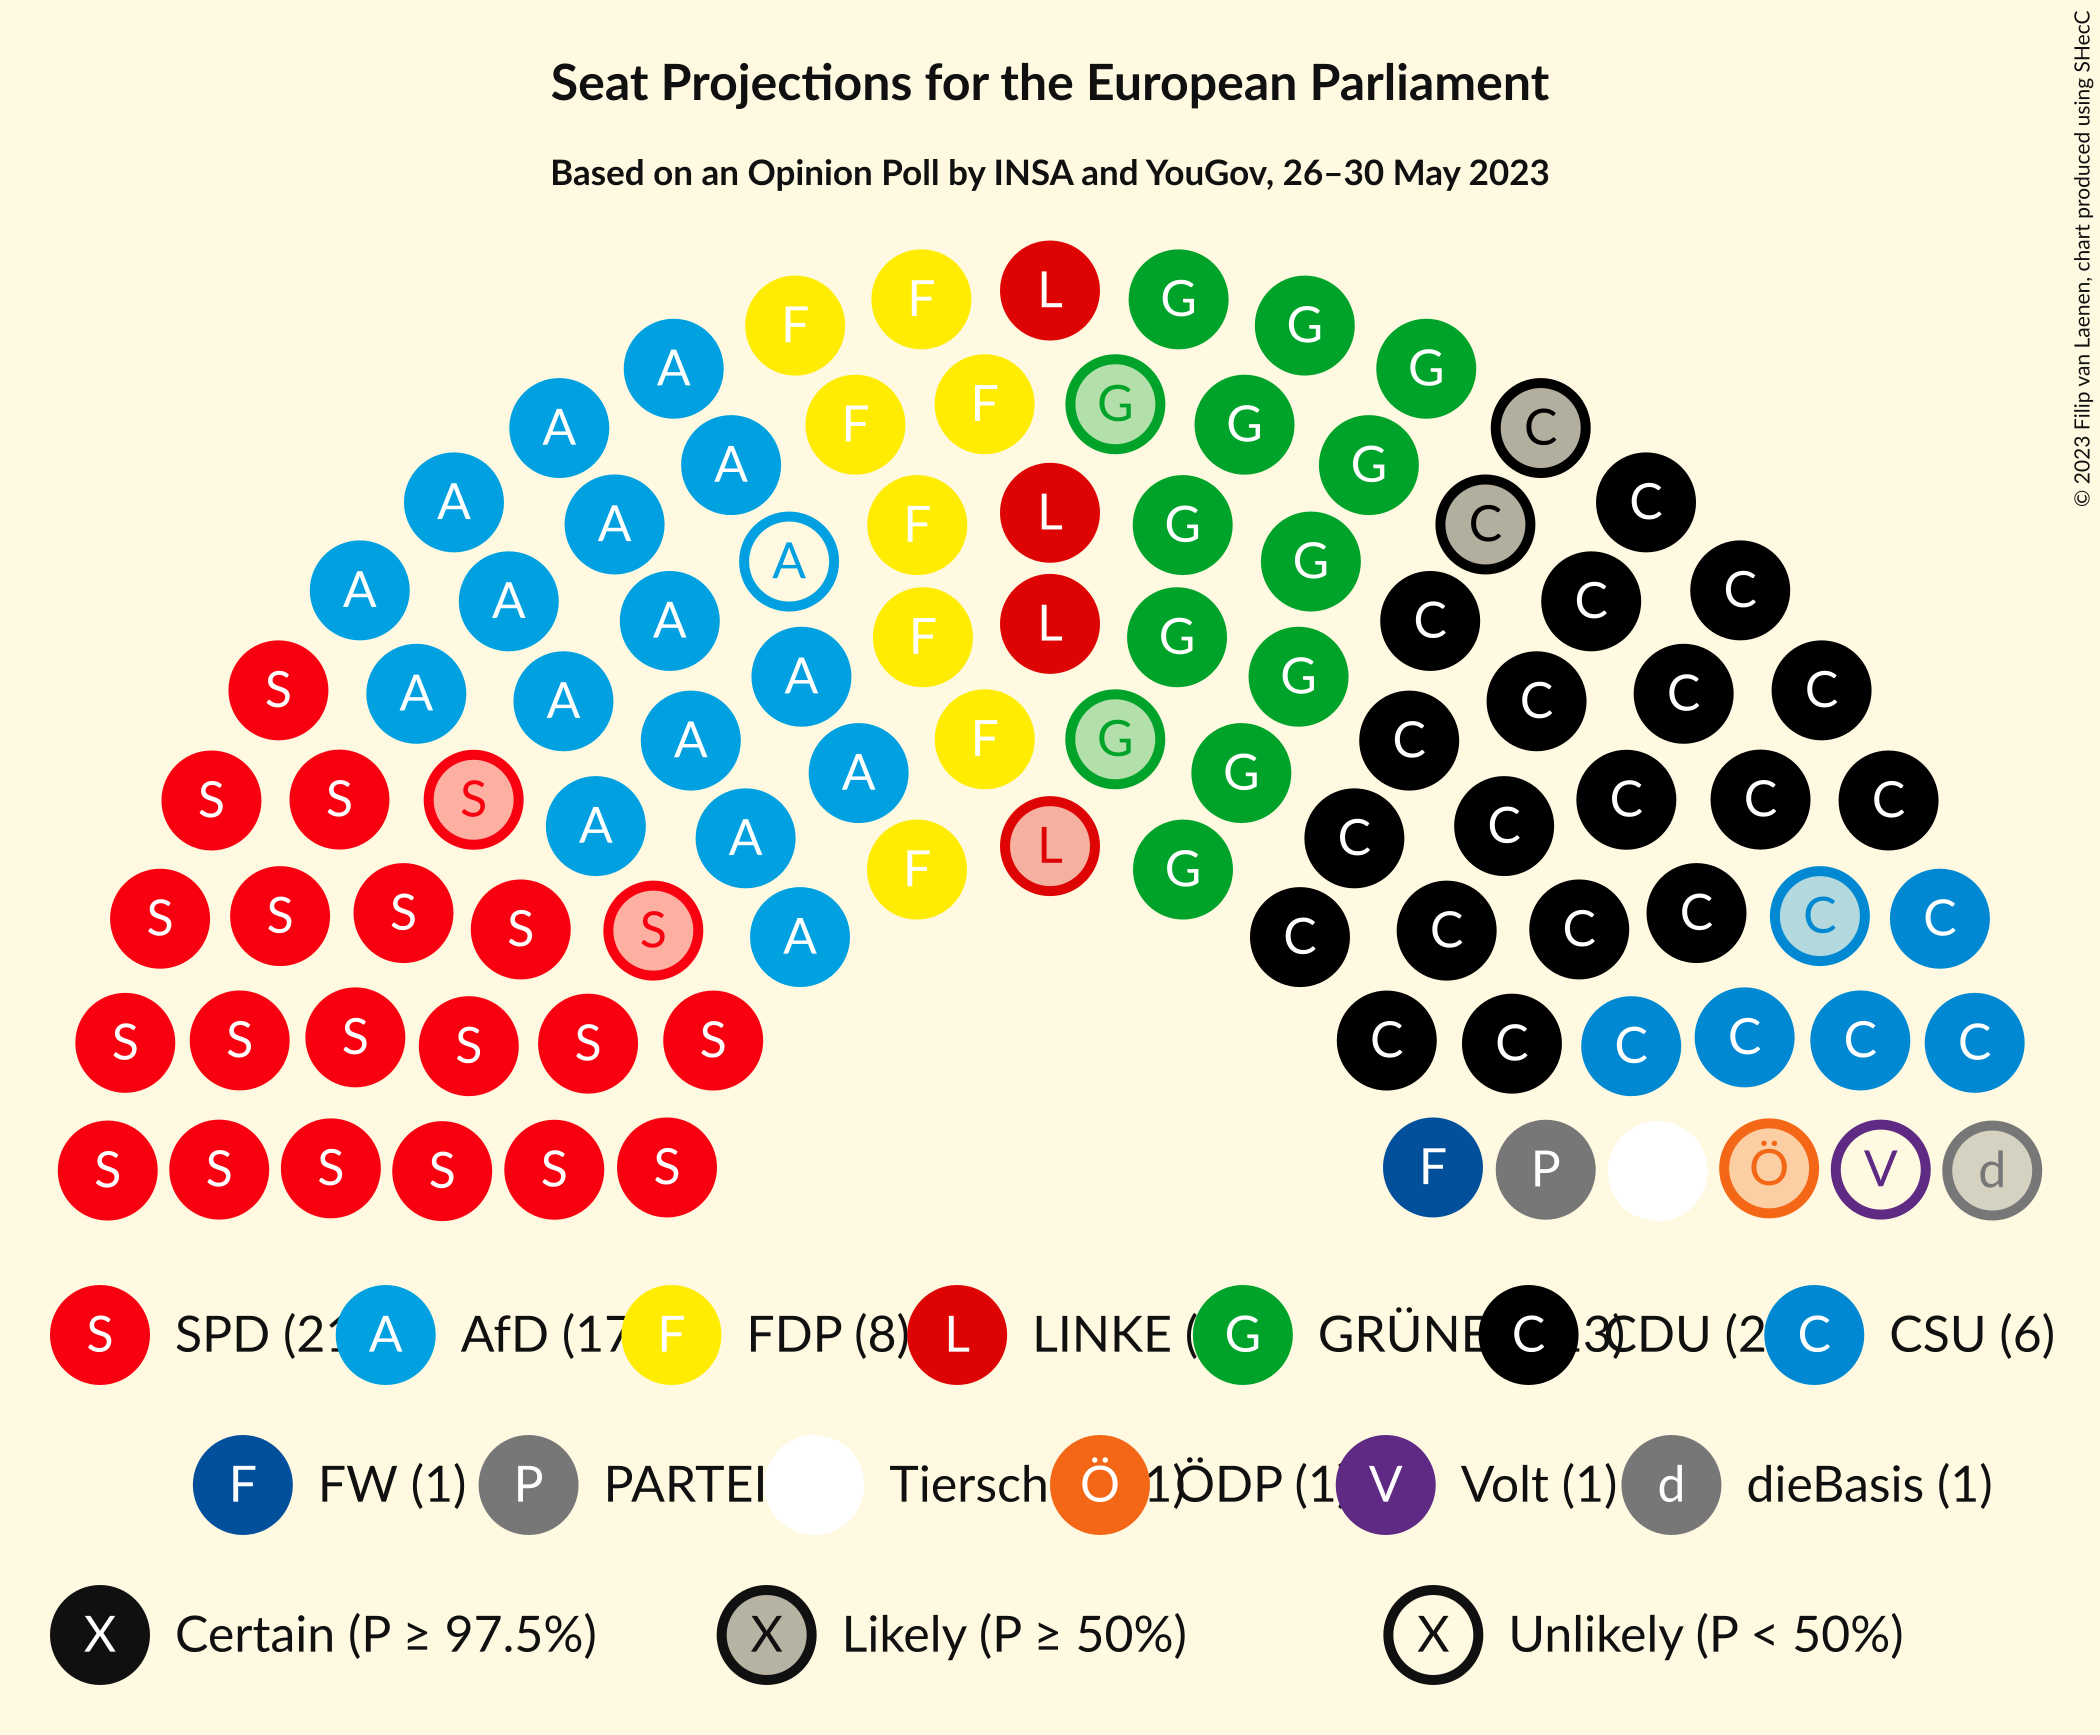 Seat Projections for the European Parliament
Based on an Opinion Poll by INSA and YouGov, 26–30 May 2023
© 2023 Filip van Laenen, chart produced using SHecC
F F L G G G
A F F G G G C
A A A F L G G C C
A A A A F L G G C C C
S A A A A F G G C C C C
S S S A A A F L G C C C C C
S S S S S A C C C C C C
S S S S S S C C C C C C
S S S S S S F P Ö V d
S SPD (21 A AfD (17 F FDP (8) L LINKE ( G GRÜNE C 3) CDU (2 C CSU (6)
F FW (1) P PARTEI Tiersch Ö 1) ÖDP (1 V Volt (1) d dieBasis (1)
X Certain (P ≥ 97.5%) X Likely (P ≥ 50%) X Unlikely (P < 50%)